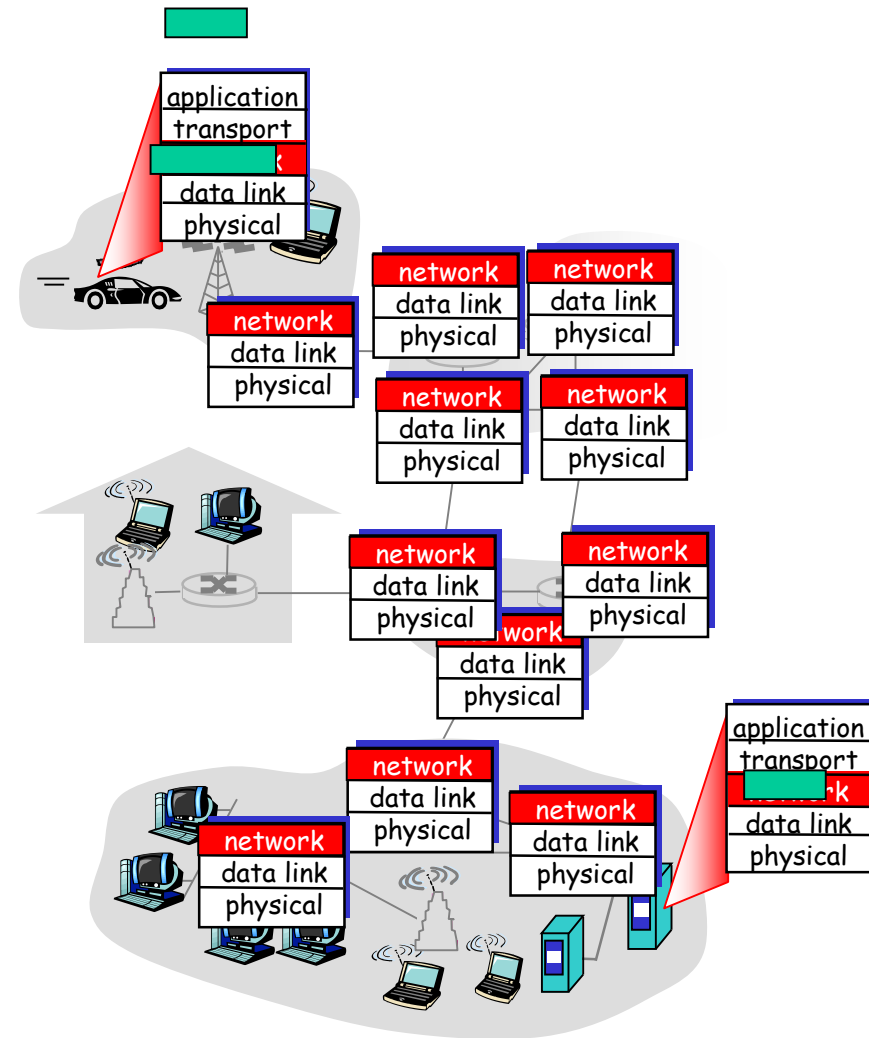 application
transport
data link
physical
network
data link
physical
network
data link
physical
network
data link
physical
network
data link
physical
network
data link
physical
network
data link
physical
network
data link
physical
network
data link
physical
application
transport
data link
physical
network
data link
physical
network
data link
physical
network
data link
physical